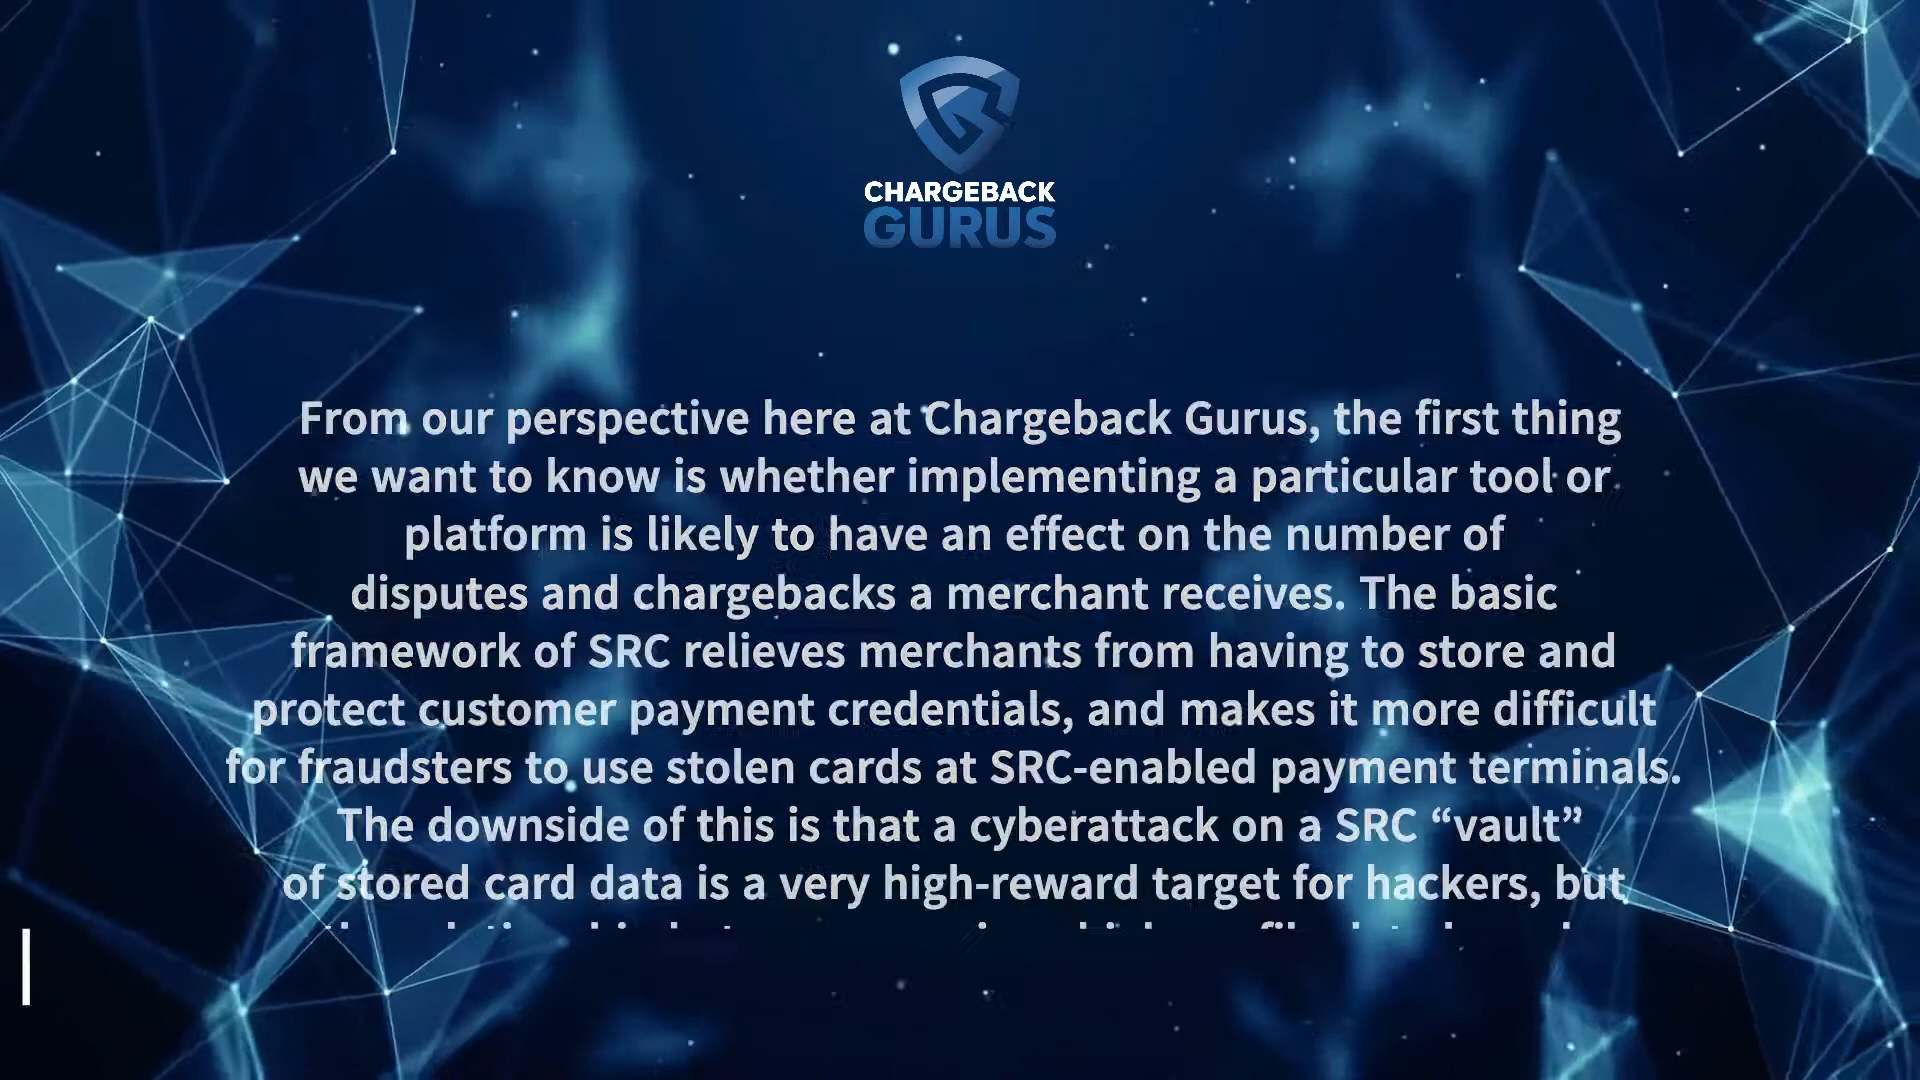 CHARGEBACK
GURUS
From our perspective here at Chargeback Gurus, the first thing
we want to know is whether implementing a particular tool or
platform is likely to have an effect on the number of
disputes and chargebacks a merchant receives. The basic
framework of SRC relieves merchants from having to store and
protect customer payment credentials, and makes it more difficult
for fraudsters to use stolen cards at SRC-enabled payment terminals.
The downside of this is that a cyberattack on a SRC “vault”
of stored card data is a very high-reward target for hackers, but